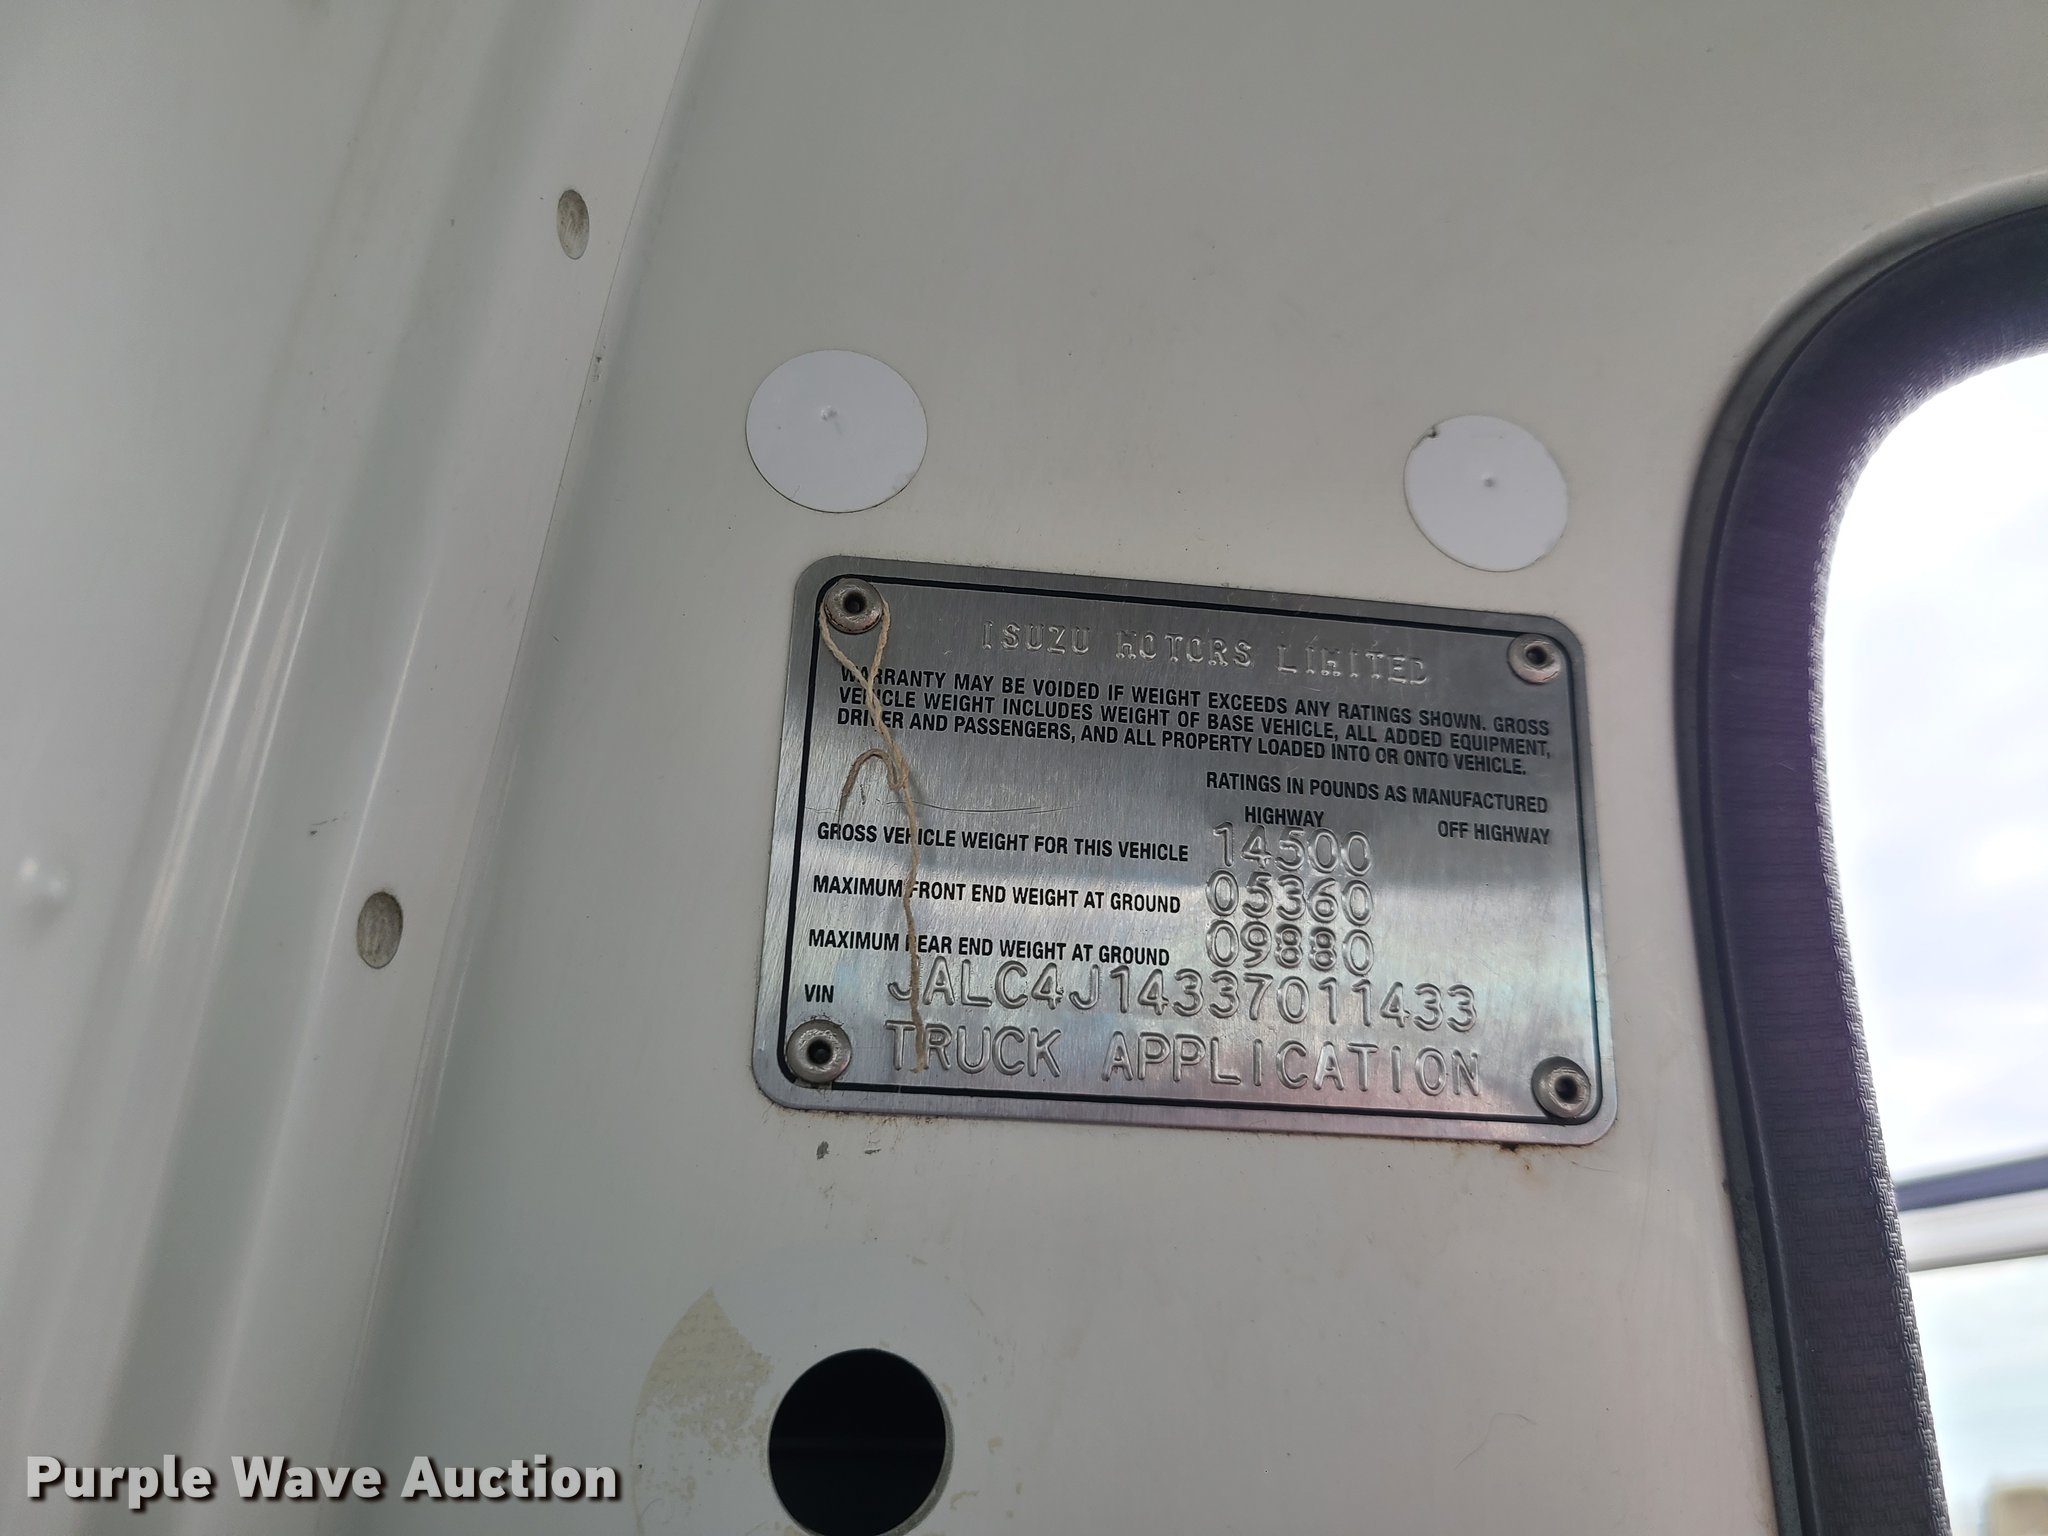 ISUZU MOTORS LIMITED
WARRANTY MAY BE VOIDED IF WEIGHT EXCEEDS ANY RATINGS SHOWN. GROSS
VEHICLE WEIGHT INCLUDES WEIGHT OF BASE VEHICLE, ALL ADDED EQUIPMENT,
DRIVER AND PASSENGERS, AND ALL PROPERTY LOADED INTO OR ONTO VEHICLE.
RATINGS IN POUNDS AS MANUFACTURED
HIGHWAY OFF HIGHWAY
GROSS VEHICLE WEIGHT FOR THIS VEHICLE 14500
MAXIMUM FRONT END WEIGHT AT GROUND 05360
MAXIMUM REAR END WEIGHT AT GROUND 09880
VIN JALC4J14337011433
TRUCK APPLICATION
Purple Wave Auction